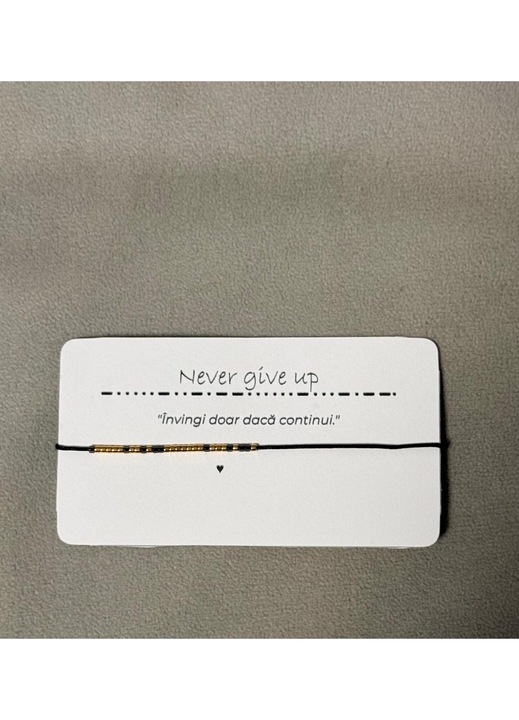 Never give up
"Învingi doar dacă continui."